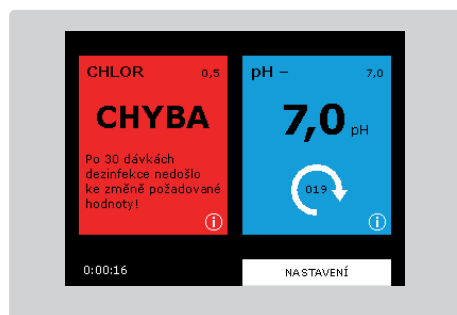 CHLOR 0,5
CHYBA
Po 30 dávkách
dezinfekce nedošlo
ke změně požadované
hodnoty!
i
pH – 7,0
7,0 pH
019
i
0:00:16
NASTAVENÍ